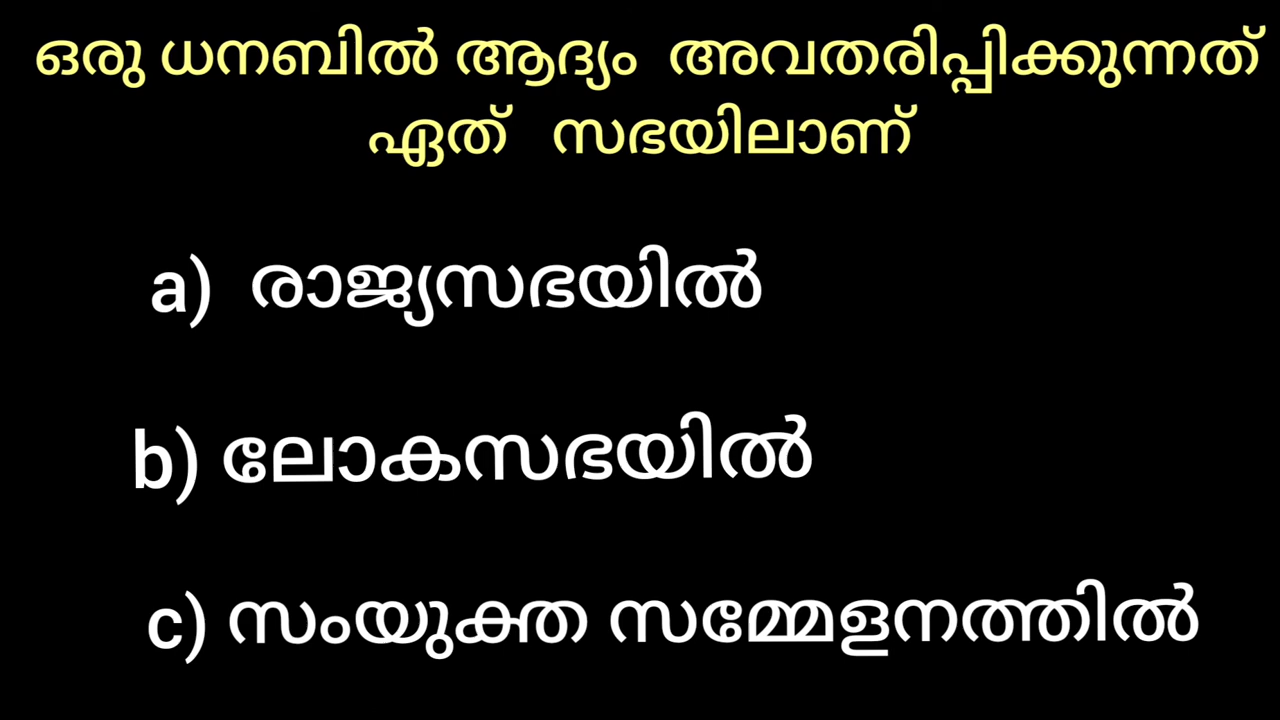 ഒരു ധനബിൽ ആദ്യം അവതരിപ്പിക്കുന്നത്
ഏത് സഭയിലാണ്
a) രാജ്യസഭയിൽ
b) ലോകസഭയിൽ
c) സംയുക്ത സമ്മേളനത്തിൽ